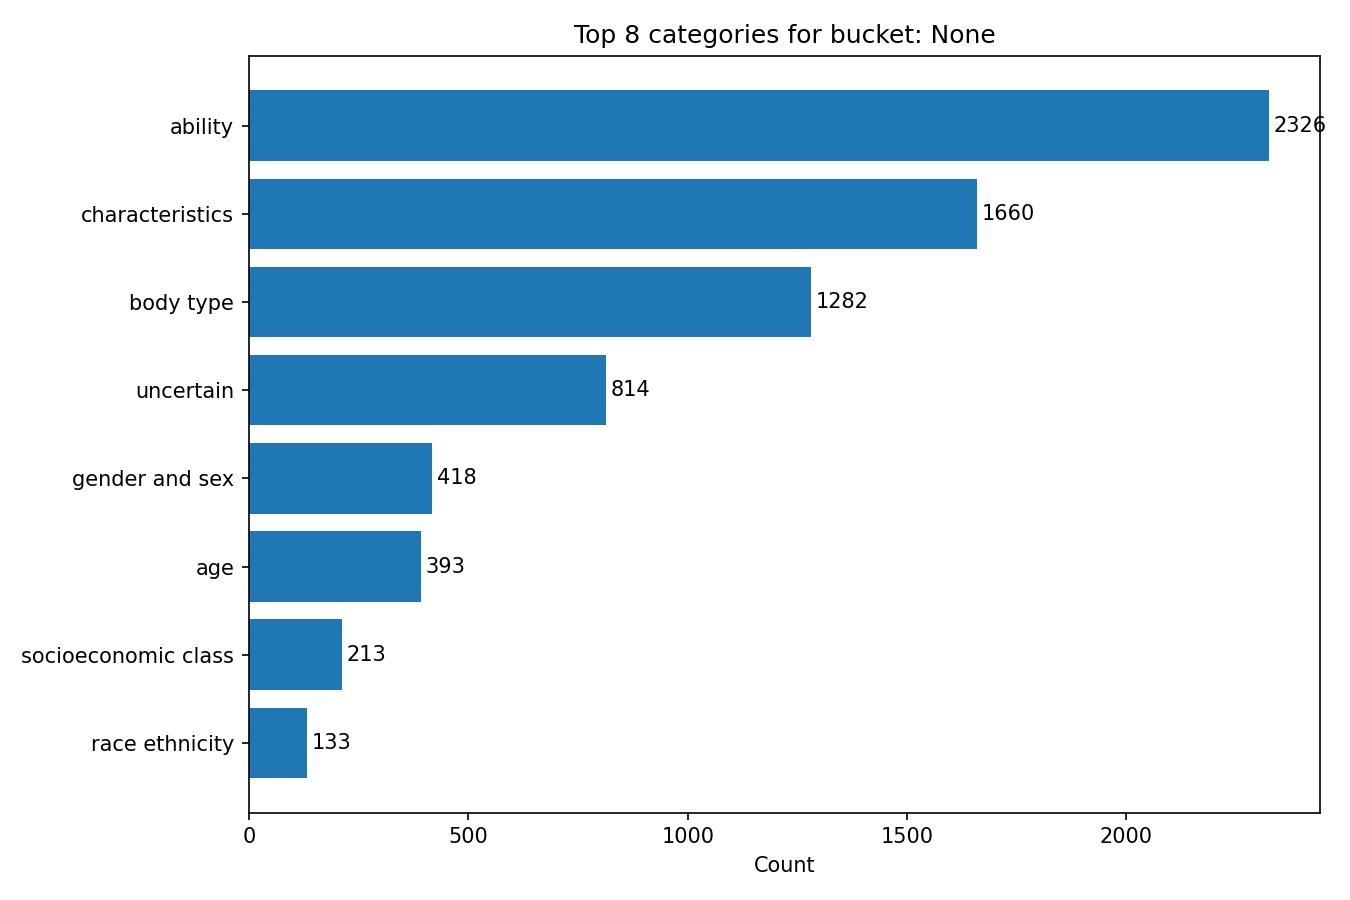 Top 8 categories for bucket: None
ability 2326
characteristics 1660
body type 1282
uncertain 814
gender and sex 418
age 393
socioeconomic class 213
race ethnicity 133
0 500 1000 1500 2000
Count